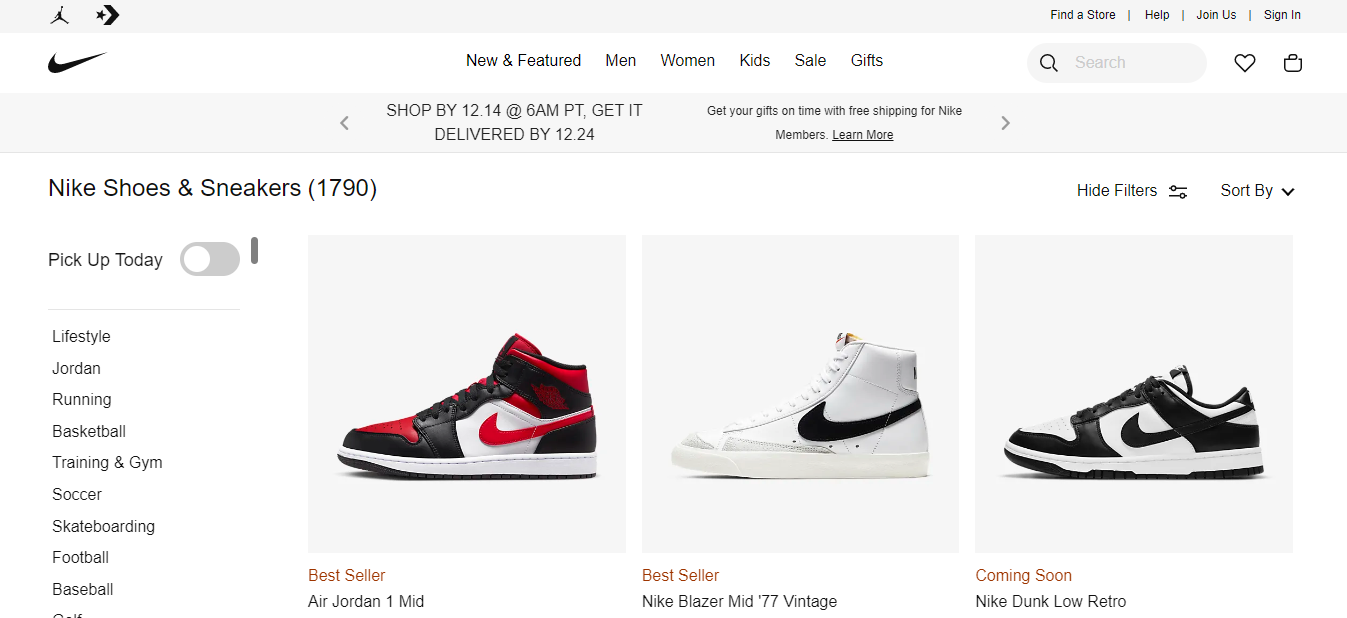 Find a Store | Help | Join Us | Sign In
New & Featured Men Women Kids Sale Gifts
Search
SHOP BY 12.14 @ 6AM PT, GET IT
DELIVERED BY 12.24
Get your gifts on time with free shipping for Nike
Members. Learn More
Nike Shoes & Sneakers (1790)
Hide Filters
Sort By
Pick Up Today
Lifestyle
Jordan
Running
Basketball
Training & Gym
Soccer
Skateboarding
Football
Baseball
Golf
Best Seller
Air Jordan 1 Mid
Best Seller
Nike Blazer Mid '77 Vintage
Coming Soon
Nike Dunk Low Retro